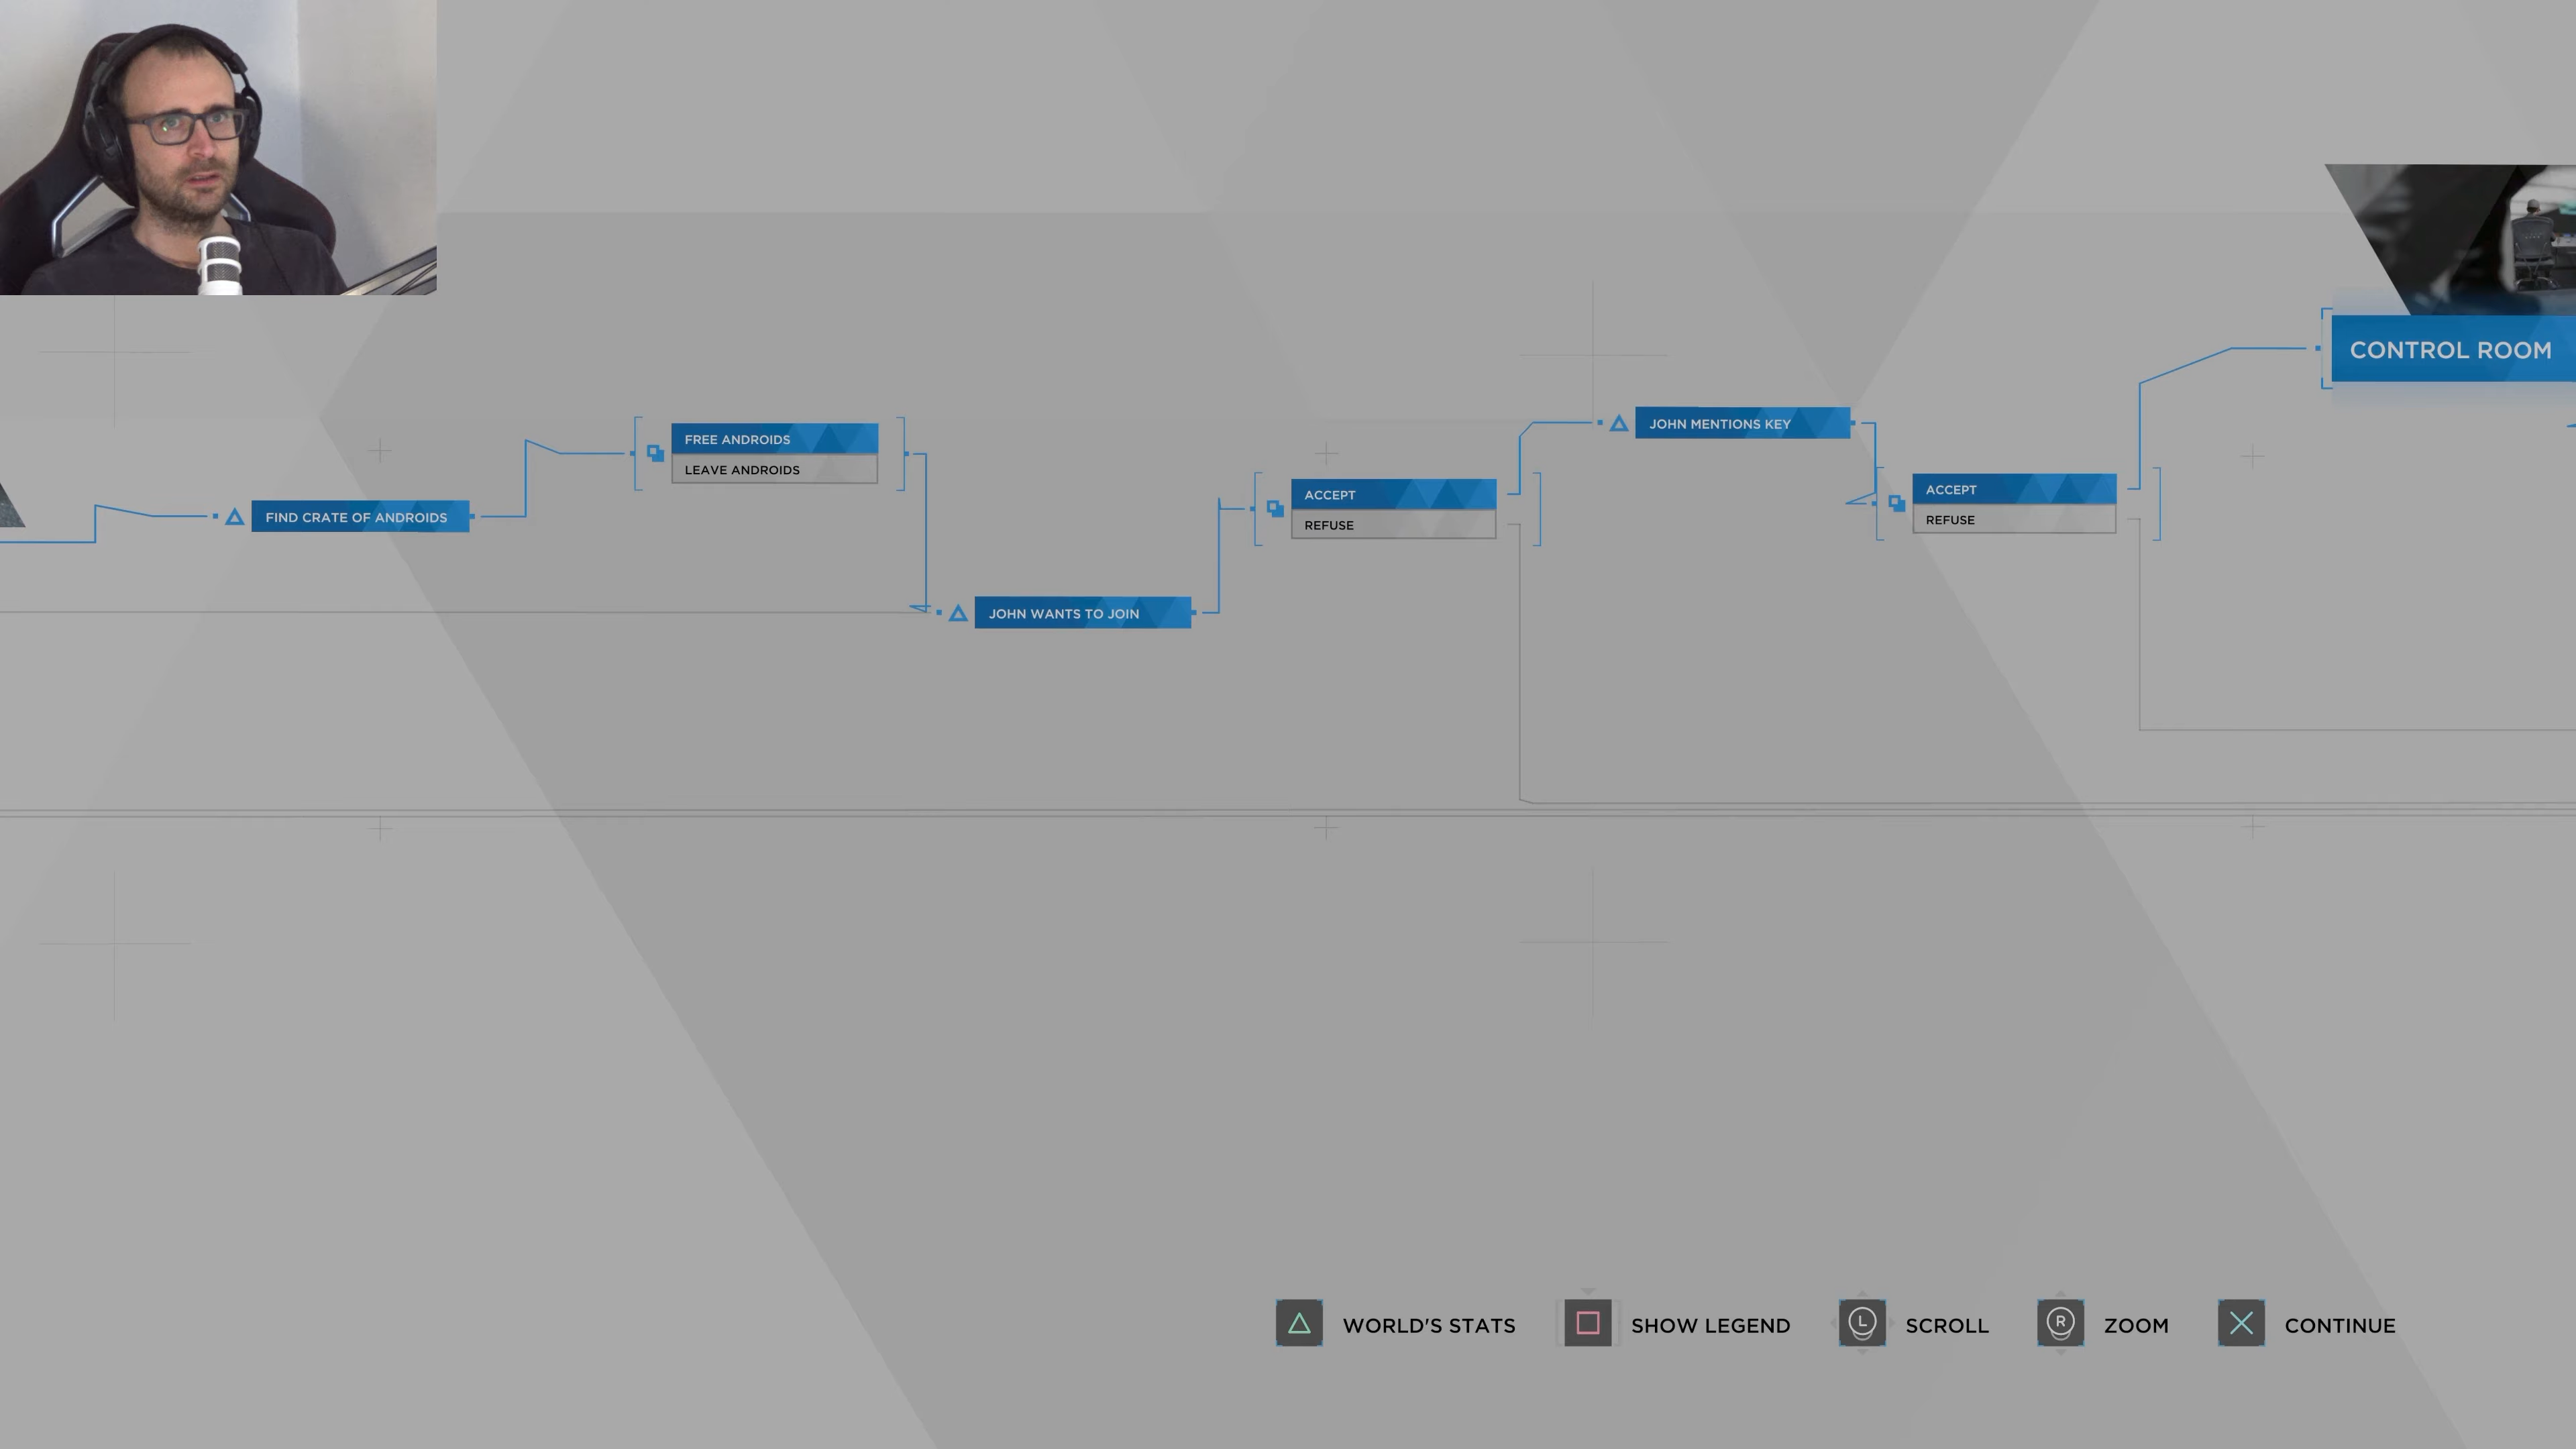 CONTROL ROOM
JOHN MENTIONS KEY
FREE ANDROIDS
LEAVE ANDROIDS
ACCEPT
REFUSE
ACCEPT
REFUSE
FIND CRATE OF ANDROIDS
JOHN WANTS TO JOIN
WORLD'S STATS
SHOW LEGEND
L
SCROLL
R
ZOOM
CONTINUE